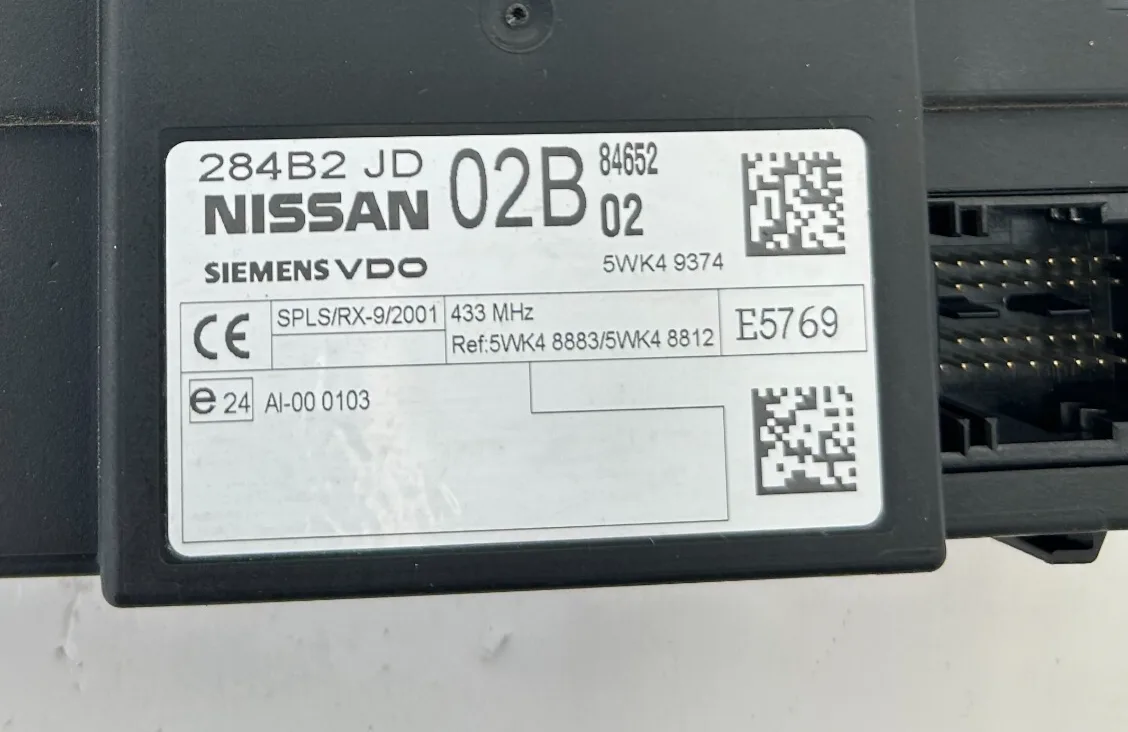 284B2 JD 02B 84652
NISSAN 02
SIEMENS VDO 5WK4 9374
CE SPLS/RX-9/2001 433 MHz E5769
Ref:5WK4 8883/5WK4 8812
e 24 AI-00 0103